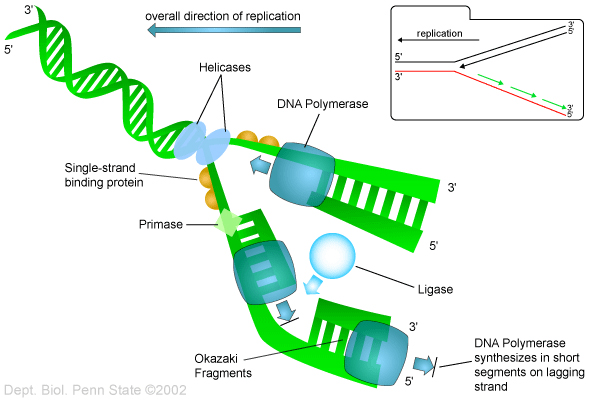 overall direction of replication
3'
5'
Helicases
DNA Polymerase
Single-strand
binding protein
3'
5'
Primase
Ligase
Okazaki
Fragments
3'
5'
DNA Polymerase
synthesizes in short
segments on lagging
strand
Dept. Biol. Penn State ©2002
replication
3'
5'
5'
3'
3'
5'